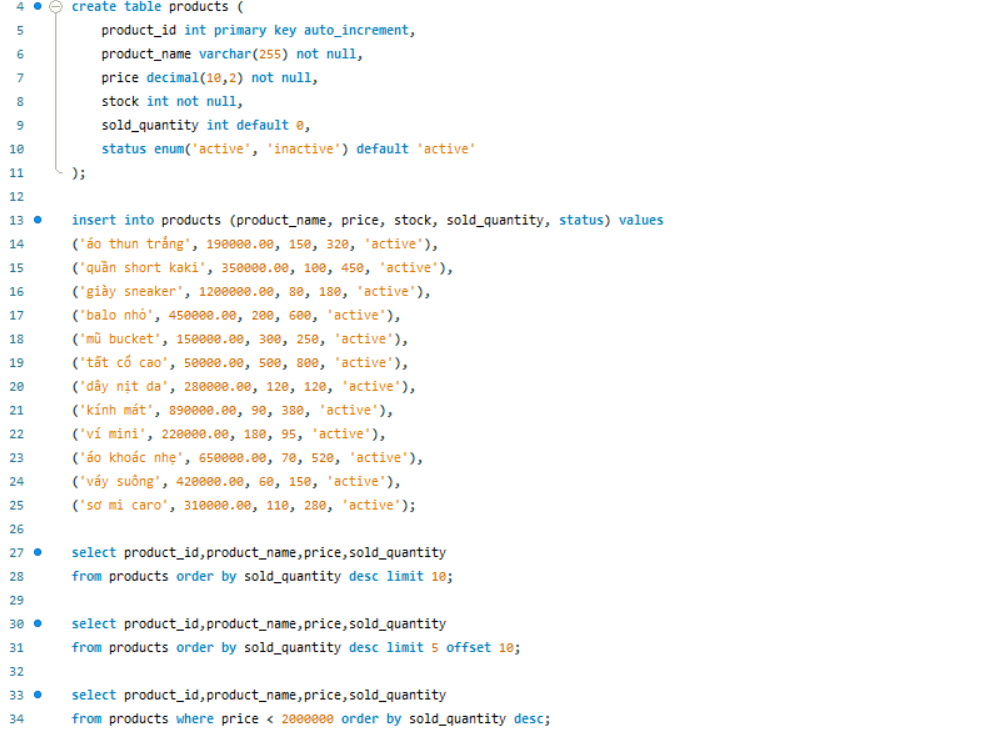 4 create table products (
5 product_id int primary key auto_increment,
6 product_name varchar(255) not null,
7 price decimal(10,2) not null,
8 stock int not null,
9 sold_quantity int default 0,
10 status enum('active', 'inactive') default 'active'
11 );
12
13 insert into products (product_name, price, stock, sold_quantity, status) values
14 ('áo thun trắng', 190000.00, 150, 320, 'active'),
15 ('quần short kaki', 350000.00, 100, 450, 'active'),
16 ('giày sneaker', 1200000.00, 80, 180, 'active'),
17 ('balo nhỏ', 450000.00, 200, 600, 'active'),
18 ('mũ bucket', 150000.00, 300, 250, 'active'),
19 ('tất cổ cao', 50000.00, 500, 800, 'active'),
20 ('dây nịt da', 280000.00, 120, 120, 'active'),
21 ('kính mát', 890000.00, 90, 380, 'active'),
22 ('ví mini', 220000.00, 180, 95, 'active'),
23 ('áo khoác nhẹ', 650000.00, 70, 520, 'active'),
24 ('váy suông', 420000.00, 60, 150, 'active'),
25 ('sơ mi caro', 310000.00, 110, 280, 'active');
26
27 select product_id,product_name,price,sold_quantity
28 from products order by sold_quantity desc limit 10;
29
30 select product_id,product_name,price,sold_quantity
31 from products order by sold_quantity desc limit 5 offset 10;
32
33 select product_id,product_name,price,sold_quantity
34 from products where price < 2000000 order by sold_quantity desc;